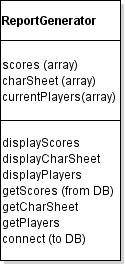 ReportGenerator
scores (array)
charSheet (array)
currentPlayers(array)
displayScores
displayCharSheet
displayPlayers
getScores (from DB)
getCharSheet
getPlayers
connect (to DB)